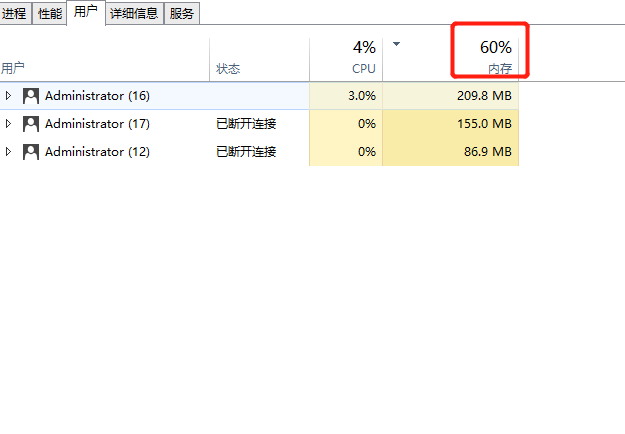 进程 性能 用户 详细信息 服务
4% 60%
用户 状态 CPU 内存
Administrator (16) 3.0% 209.8 MB
Administrator (17) 已断开连接 0% 155.0 MB
Administrator (12) 已断开连接 0% 86.9 MB